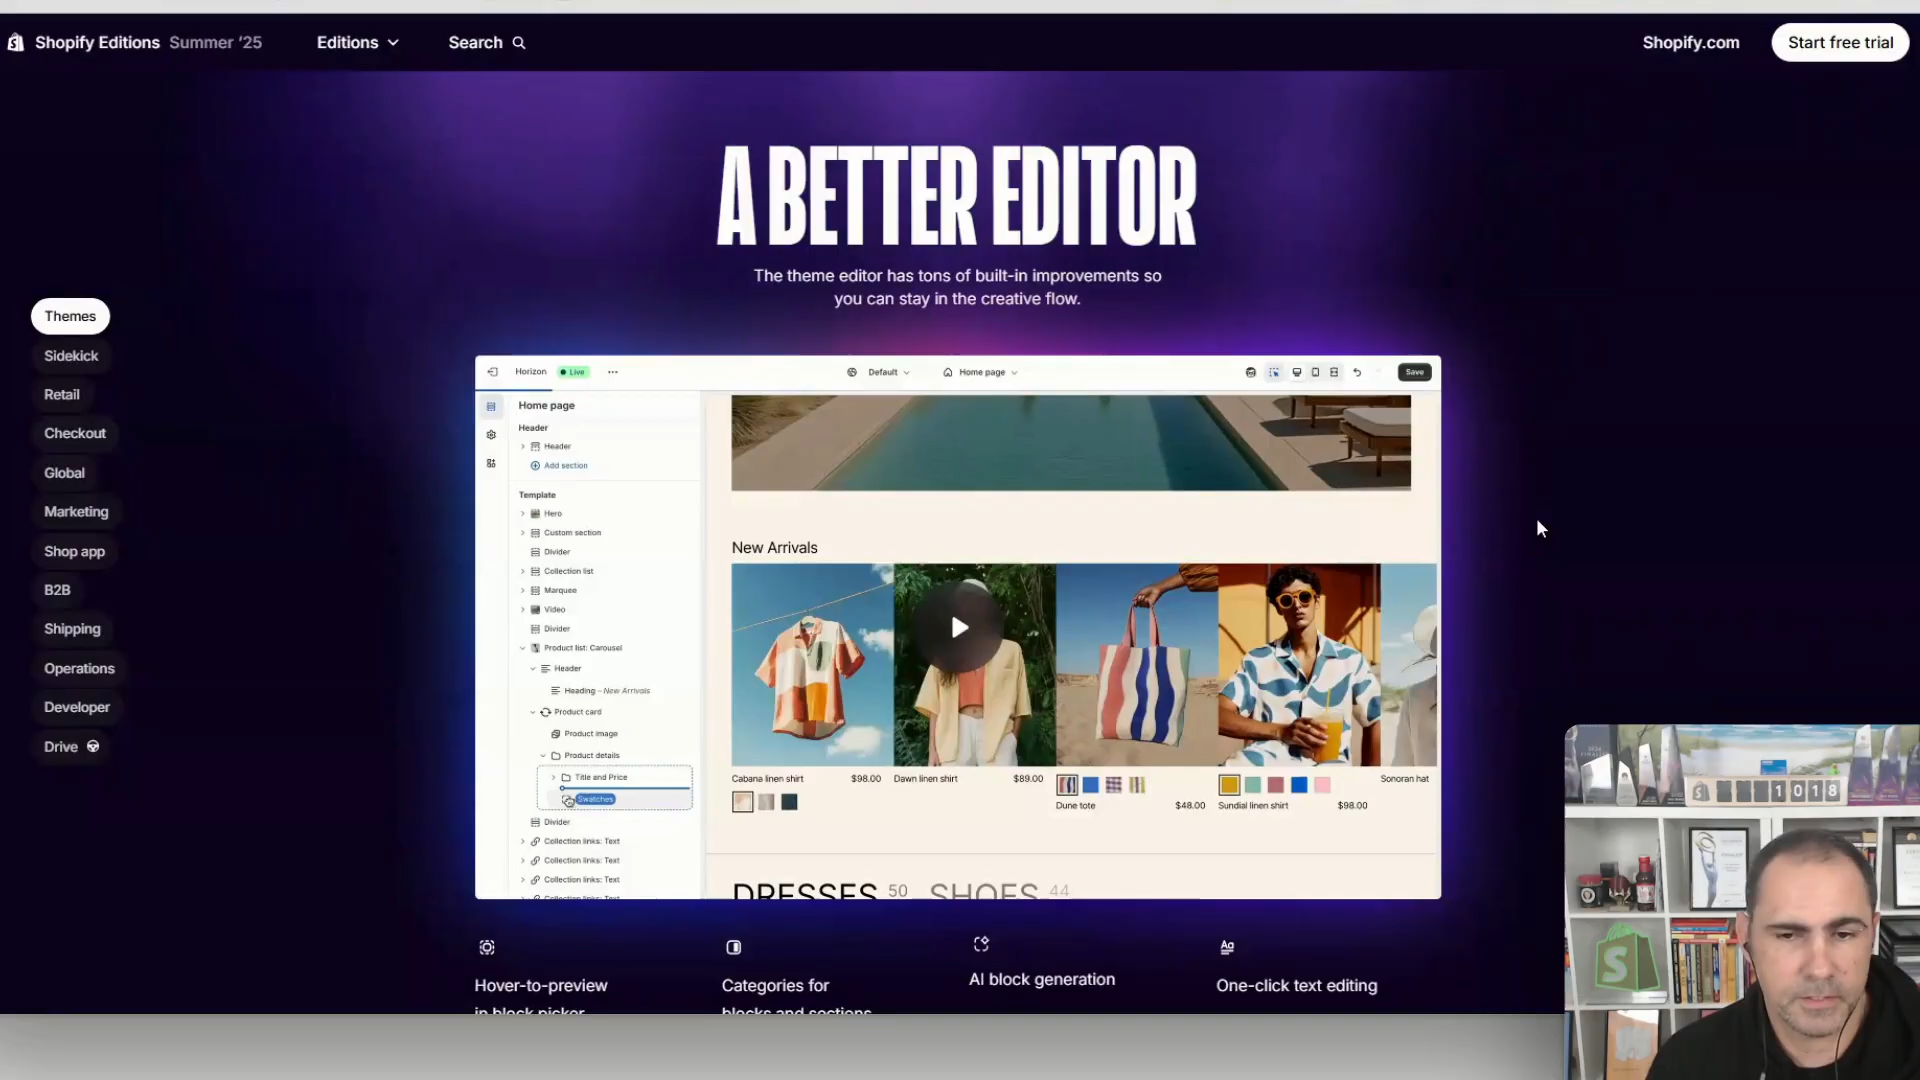 Shopify Editions Summer '25
Editions
Search
Shopify.com
Start free trial
A BETTER EDITOR
The theme editor has tons of built-in improvements so
you can stay in the creative flow.
Themes
Sidekick
Retail
Checkout
Global
Marketing
Shop app
B2B
Shipping
Operations
Developer
Drive
Horizon
Live
Default
Home page
Save
Home page
Header
Header
Add section
Template
Hero
Custom section
Divider
Collection list
Marquee
Video
Divider
Product list: Carousel
Header
Heading – New Arrivals
Product card
Product image
Product details
Title and Price
Swatches
Divider
Collection links: Text
Collection links: Text
Collection links: Text
Collection links: Text
New Arrivals
Cabana linen shirt $98.00
Dawn linen shirt $89.00
Dune tote $48.00
Sundial linen shirt $98.00
Sonoran hat
DRESSES 50 SHOES 44
Hover-to-preview
in block picker
Categories for
blocks and sections
AI block generation
One-click text editing
1018